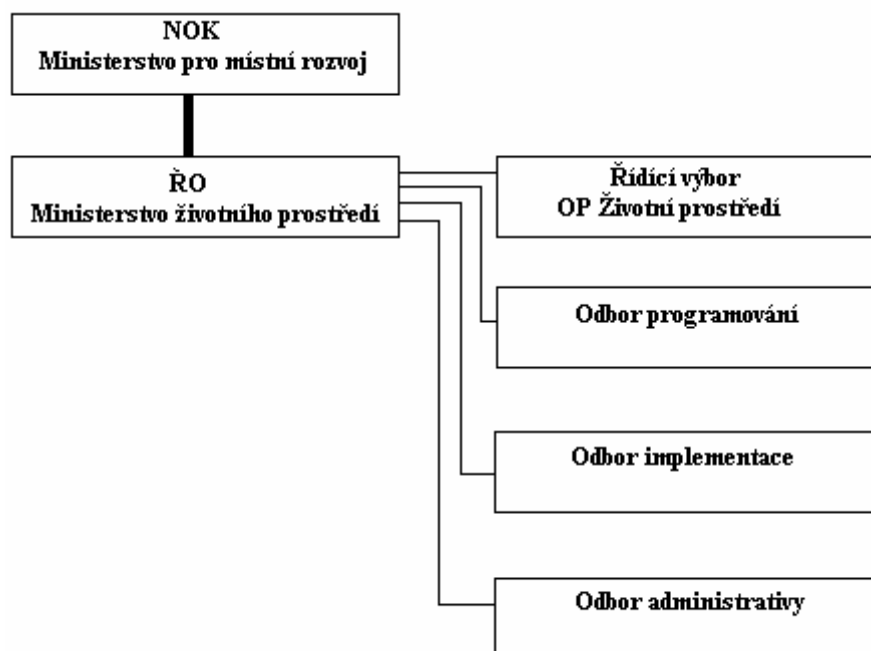 NOK
Ministerstvo pro místní rozvoj
ŘO
Ministerstvo životního prostředí
Řídící výbor
OP Životní prostředí
Odbor programování
Odbor implementace
Odbor administrativy